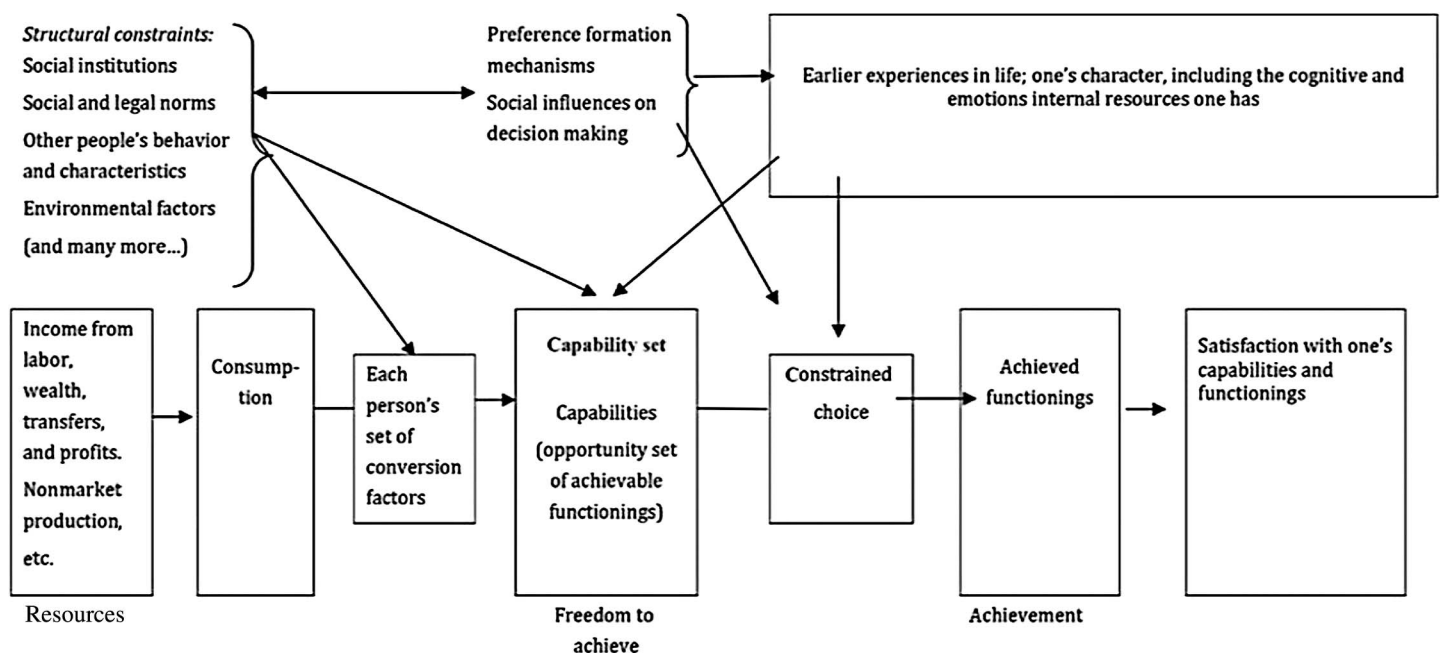 Structural constraints:
Social institutions
Social and legal norms
Other people's behavior
and characteristics
Environmental factors
(and many more...)
Preference formation
mechanisms
Social influences on
decision making
Earlier experiences in life; one's character, including the cognitive and
emotions internal resources one has
Income from
labor,
wealth,
transfers,
and profits.
Nonmarket
production,
etc.
Resources
Consump-
tion
Each
person's
set of
conversion
factors
Capability set
Capabilities
(opportunity set
of achievable
functionings)
Freedom to
achieve
Constrained
choice
Achieved
functionings
Achievement
Satisfaction with one's
capabilities and
functionings